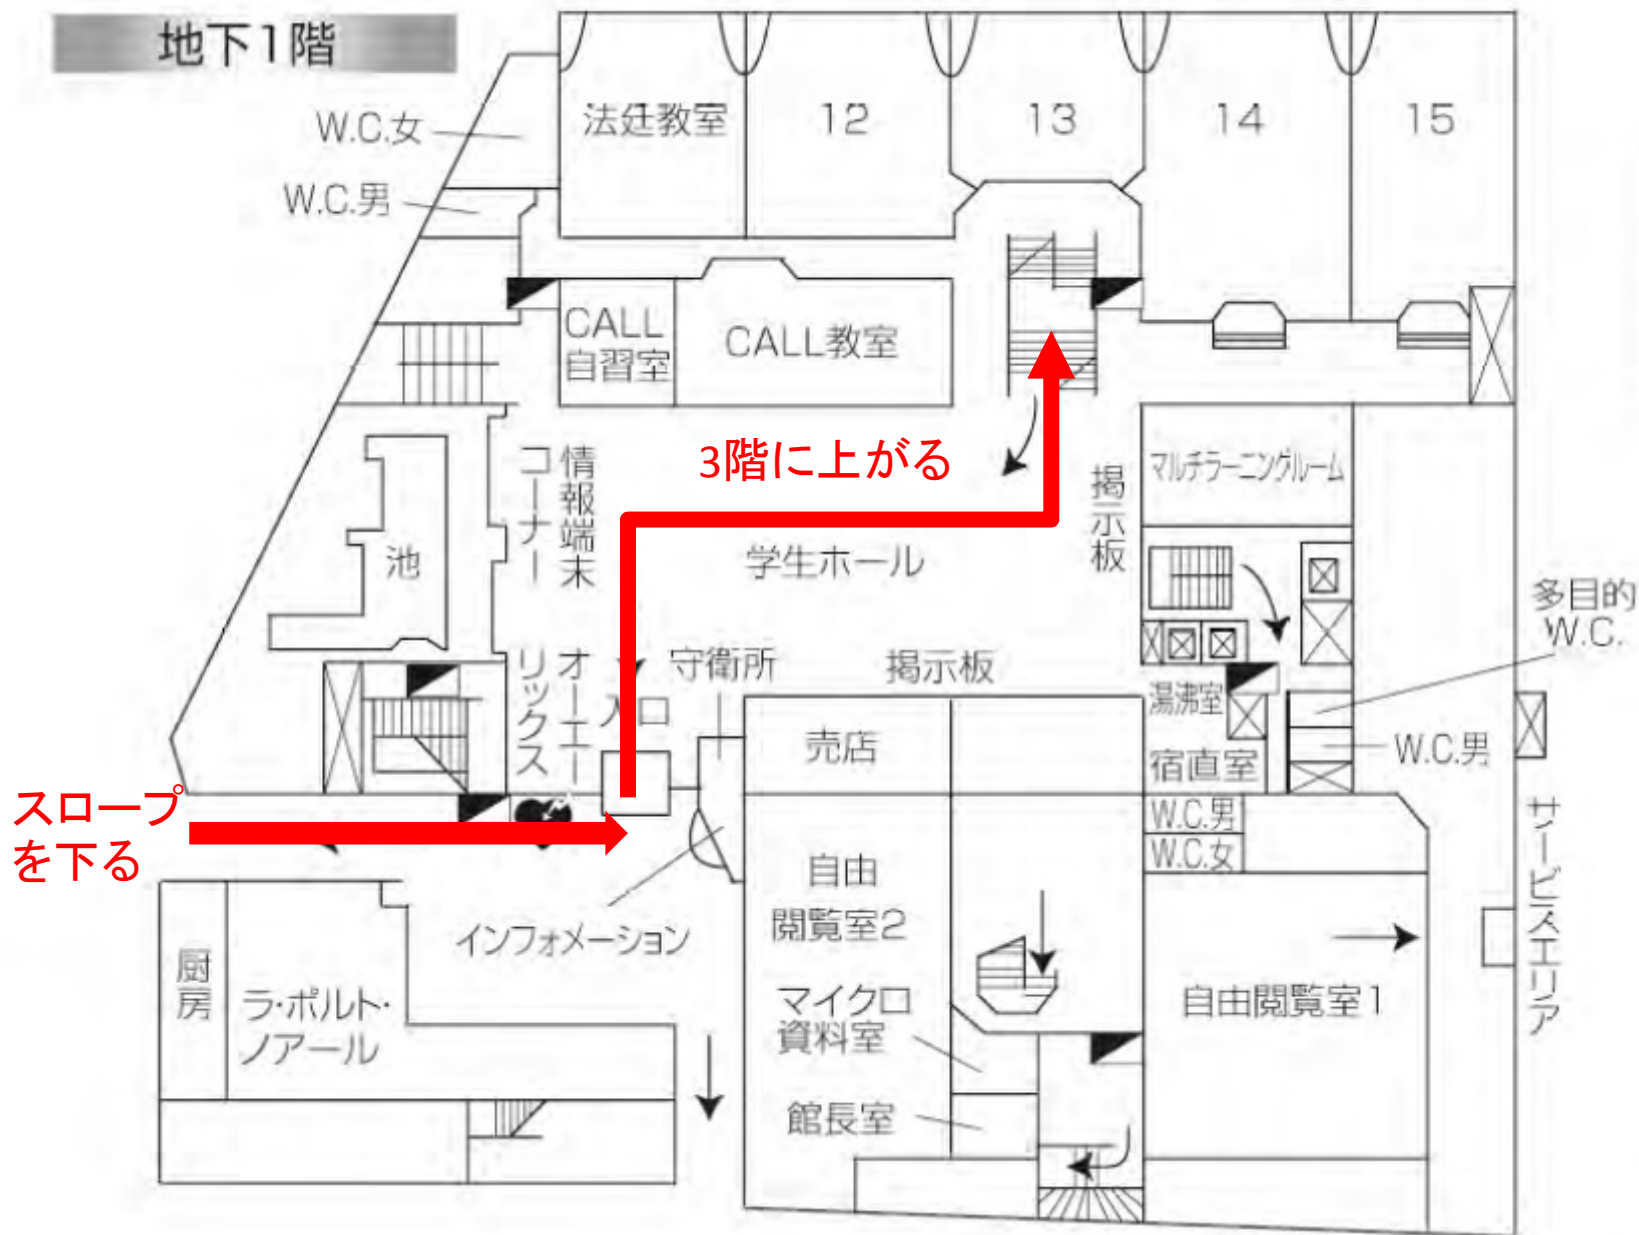 地下1階
W.C.女
W.C.男
法廷教室
12
13
14
15
CALL
自習室
CALL教室
3階に上がる
情報端末
コーナー
掲示板
マルチラーニングルーム
池
学生ホール
多目的
W.C.
オーエー
リックス
入口
守衛所
掲示板
湯沸室
売店
宿直室
W.C.男
スロープ
を下る
W.C.男
W.C.女
サービスエリア
自由
閲覧室2
インフォメーション
厨房
ラ・ポルト・
ノアール
マイクロ
資料室
自由閲覧室1
館長室